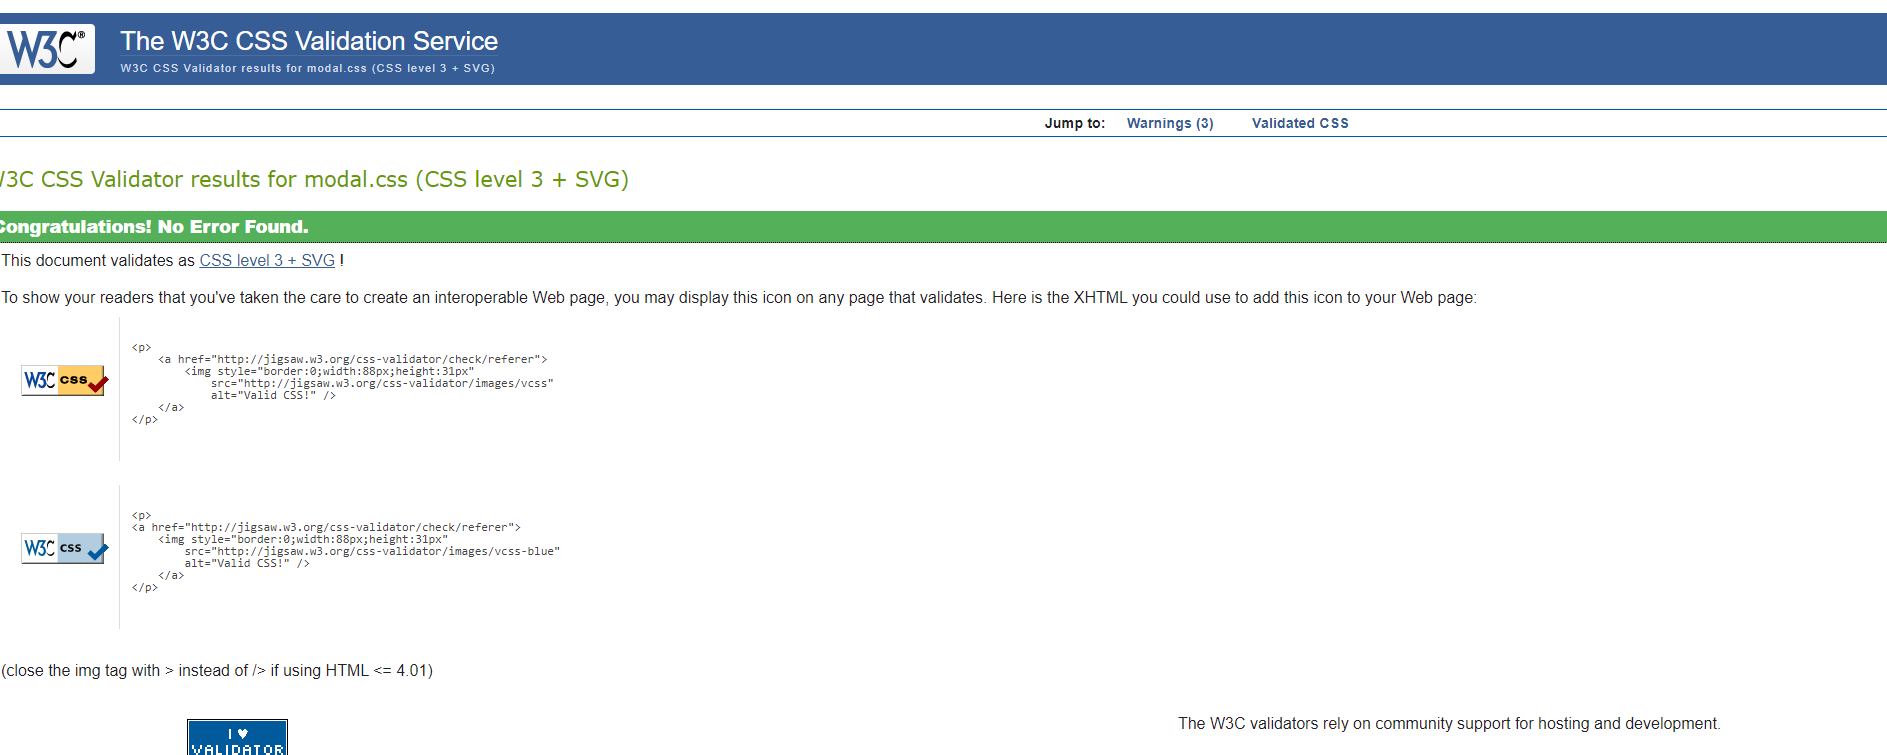 W3C® The W3C CSS Validation Service
W3C CSS Validator results for modal.css (CSS level 3 + SVG)
Jump to: Warnings (3) Validated CSS
W3C CSS Validator results for modal.css (CSS level 3 + SVG)
Congratulations! No Error Found.
This document validates as CSS level 3 + SVG !
To show your readers that you've taken the care to create an interoperable Web page, you may display this icon on any page that validates. Here is the XHTML you could use to add this icon to your Web page:
W3C css
<p>
<a href="http://jigsaw.w3.org/css-validator/check/referer">
<img style="border:0;width:88px;height:31px"
src="http://jigsaw.w3.org/css-validator/images/vcss"
alt="Valid CSS!" />
</a>
</p>
W3C css
<p>
<a href="http://jigsaw.w3.org/css-validator/check/referer">
<img style="border:0;width:88px;height:31px"
src="http://jigsaw.w3.org/css-validator/images/vcss-blue"
alt="Valid CSS!" />
</a>
</p>
(close the img tag with > instead of /> if using HTML <= 4.01)
I ♥
VALIDATOR
The W3C validators rely on community support for hosting and development.